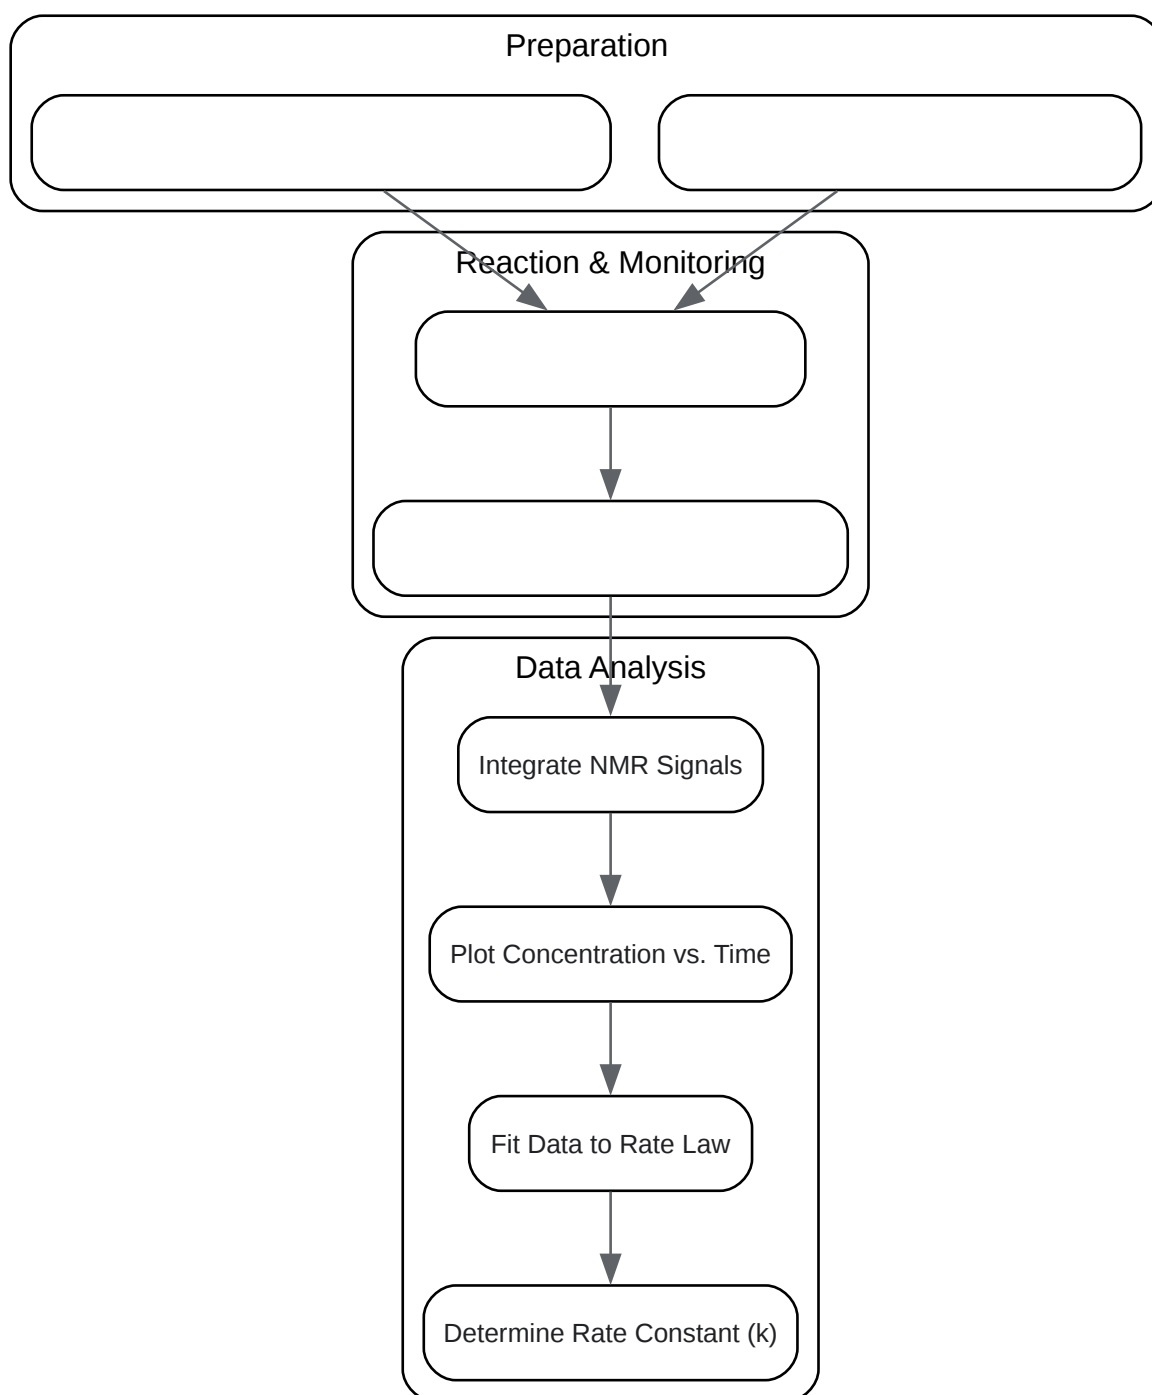 Preparation
Reaction & Monitoring
Data Analysis
Integrate NMR Signals
Plot Concentration vs. Time
Fit Data to Rate Law
Determine Rate Constant (k)